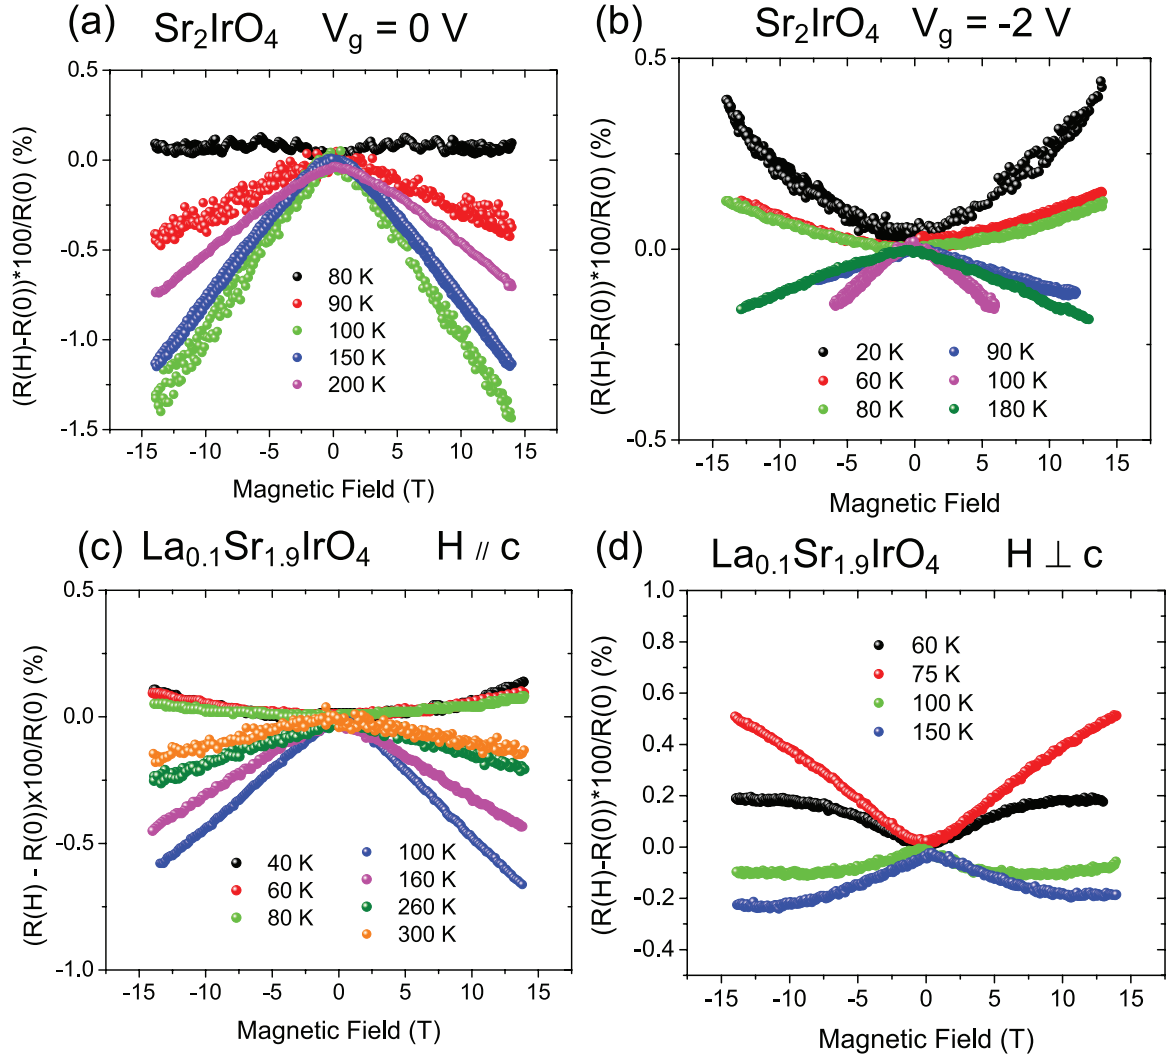 (a) Sr₂IrO₄ V_g = 0 V
(R(H)-R(0))*100/R(0) (%)
0.5
0.0
-0.5
-1.0
-1.5
80 K
90 K
100 K
150 K
200 K
-15 -10 -5 0 5 10 15
Magnetic Field (T)
(b) Sr₂IrO₄ V_g = -2 V
(R(H)-R(0))*100/R(0) (%)
0.5
0.0
-0.5
20 K 90 K
60 K 100 K
80 K 180 K
-15 -10 -5 0 5 10 15
Magnetic Field
(c) La₀.₁Sr₁.₉IrO₄ H // c
(R(H) - R(0))x100/R(0) (%)
0.5
0.0
-0.5
-1.0
40 K 100 K
60 K 160 K
80 K 260 K
300 K
-15 -10 -5 0 5 10 15
Magnetic Field (T)
(d) La₀.₁Sr₁.₉IrO₄ H ⊥ c
(R(H)-R(0))*100/R(0) (%)
1.0
0.8
0.6
0.4
0.2
0.0
-0.2
-0.4
60 K
75 K
100 K
150 K
-15 -10 -5 0 5 10 15
Magnetic Field (T)